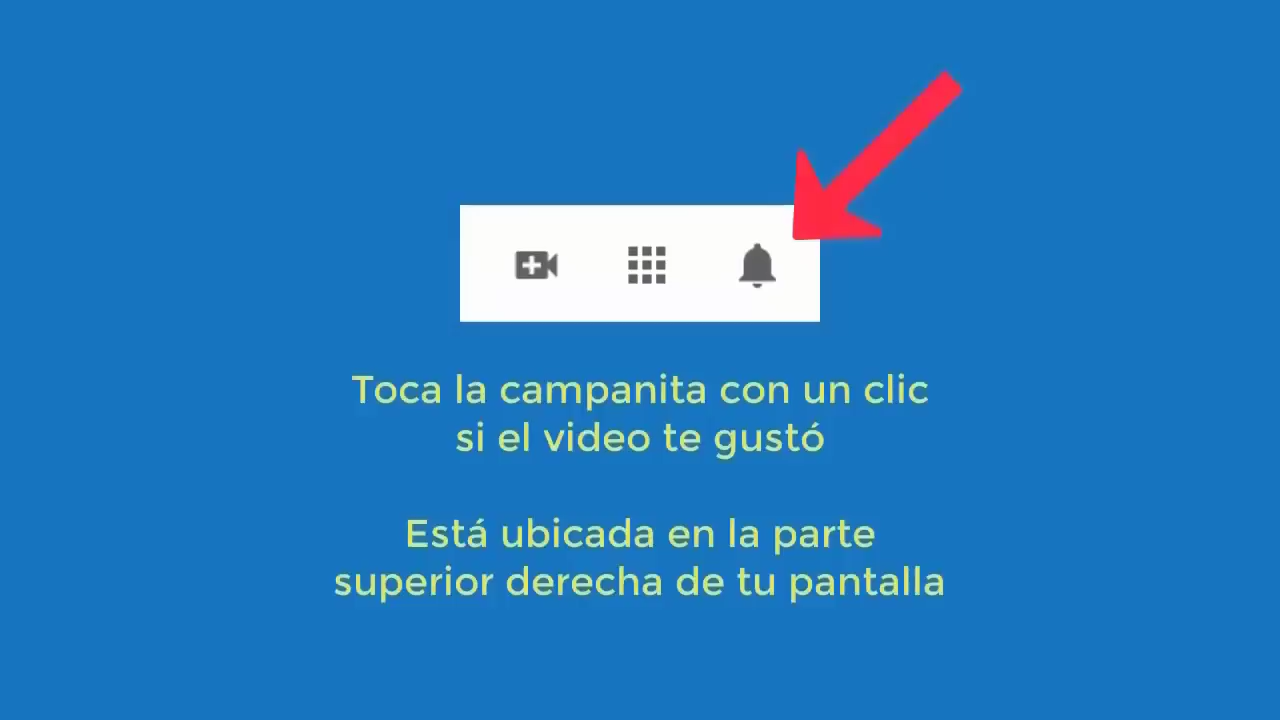 Toca la campanita con un clic
si el video te gustó
Está ubicada en la parte
superior derecha de tu pantalla